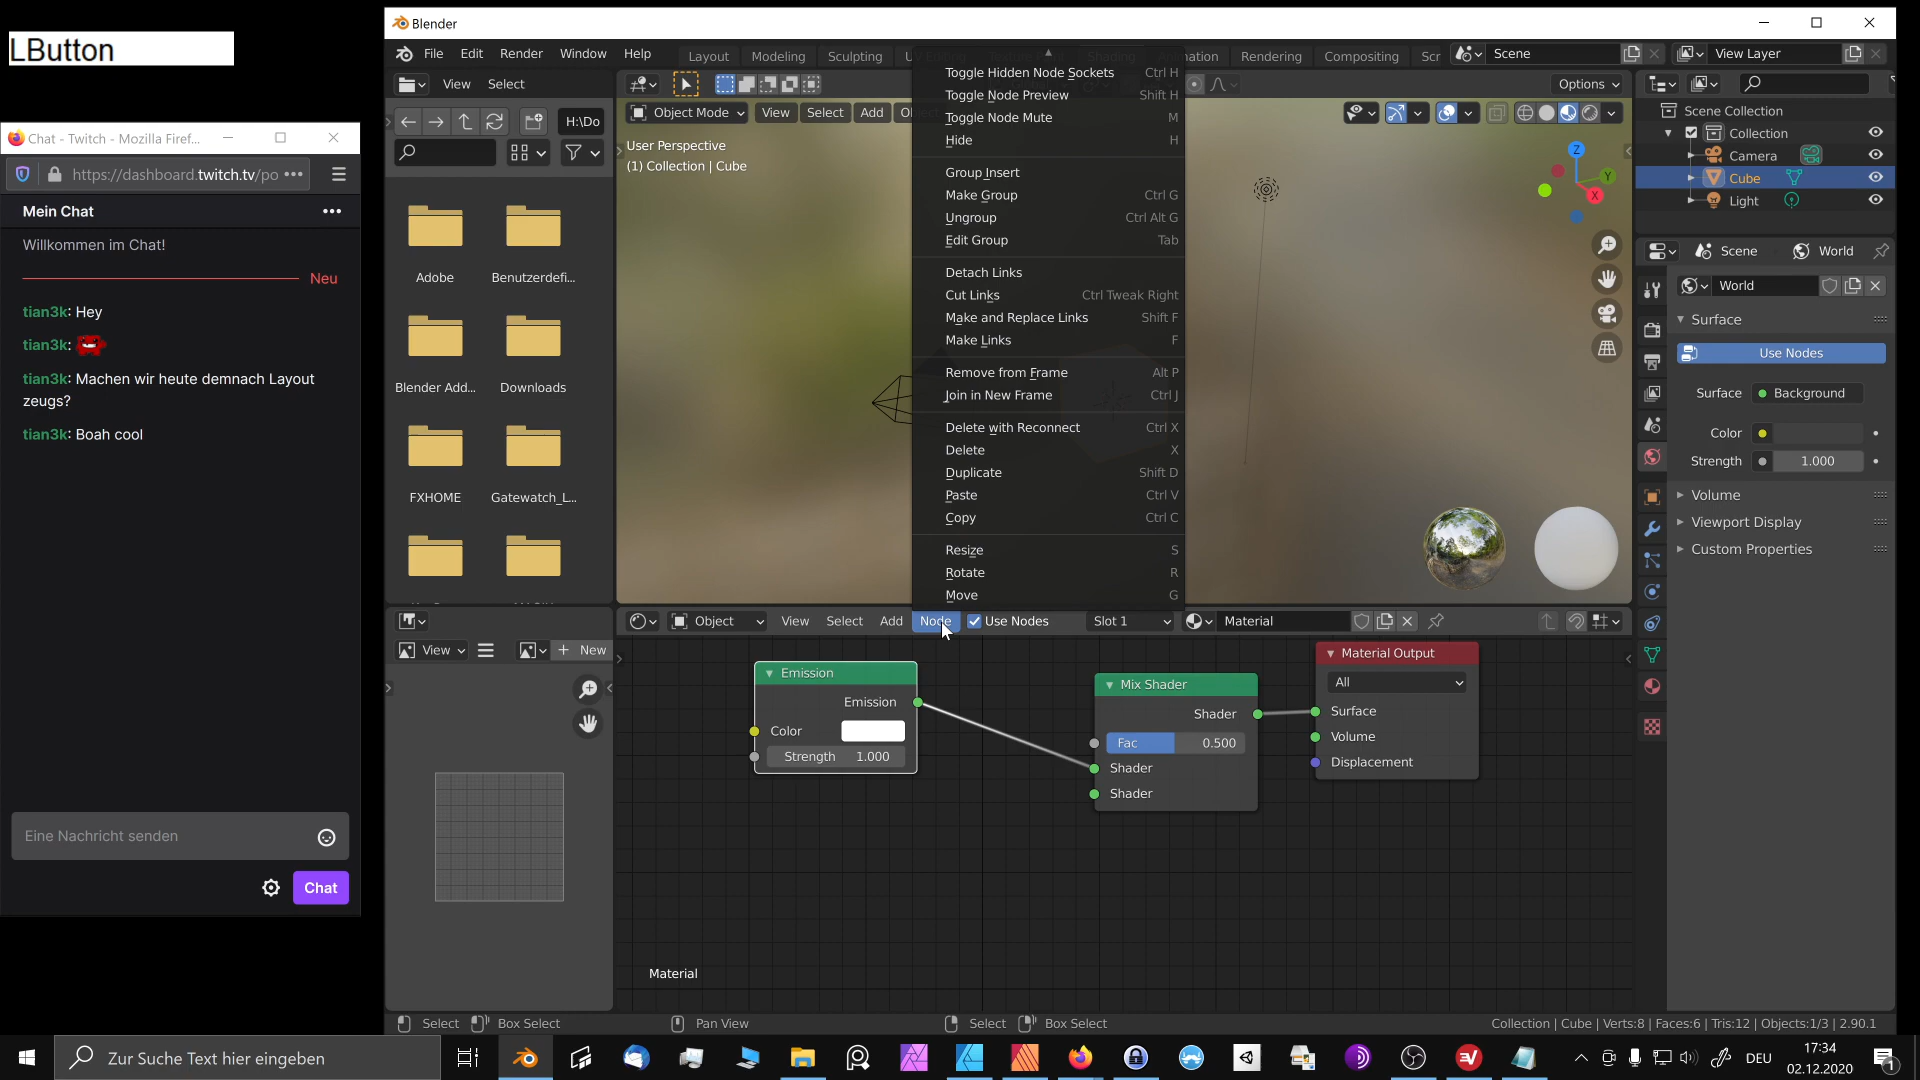 LButton
Chat - Twitch - Mozilla Firef...
https://dashboard.twitch.tv/po
Mein Chat
Willkommen im Chat!
Neu
tian3k: Hey
tian3k:
tian3k: Machen wir heute demnach Layout
zeugs?
tian3k: Boah cool
Eine Nachricht senden
Chat
Blender
File Edit Render Window Help
Layout Modeling Sculpting Shading Animation Rendering Compositing Scr
Scene
View Layer
View Select
Options
H:\Do
Adobe
Benutzerdefi...
Blender Add...
Downloads
FXHOME
Gatewatch_L...
Object Mode View Select Add
User Perspective
(1) Collection | Cube
Z
Y
X
Toggle Hidden Node Sockets Ctrl H
Toggle Node Preview Shift H
Toggle Node Mute M
Hide H
Group Insert
Make Group Ctrl G
Ungroup Ctrl Alt G
Edit Group Tab
Detach Links
Cut Links Ctrl Tweak Right
Make and Replace Links Shift F
Make Links F
Remove from Frame Alt P
Join in New Frame Ctrl J
Delete with Reconnect Ctrl X
Delete X
Duplicate Shift D
Paste Ctrl V
Copy Ctrl C
Resize S
Rotate R
Move G
Scene Collection
Collection
Camera
Cube
Light
Scene World
World
Surface
Use Nodes
Surface Background
Color
Strength 1.000
Volume
Viewport Display
Custom Properties
View
New
Object View Select Add Node Use Nodes Slot 1 Material
Emission
Emission
Color
Strength 1.000
Mix Shader
Shader
Fac 0.500
Shader
Shader
Material Output
All
Surface
Volume
Displacement
Material
Select Box Select Pan View Select Box Select
Collection | Cube | Verts:8 | Faces:6 | Tris:12 | Objects:1/3 | 2.90.1
Zur Suche Text hier eingeben
DEU
17:34
02.12.2020
1